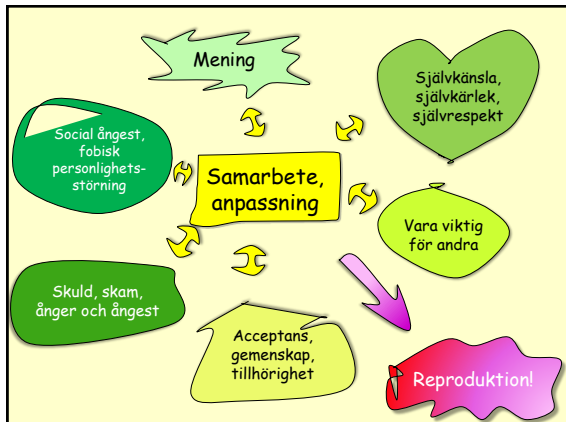 Mening
Självkänsla,
självkärlek,
självrespekt
Social ångest,
fobisk
personlighets-
störning
Samarbete,
anpassning
Vara viktig
för andra
Skuld, skam,
ånger och ångest
Acceptans,
gemenskap,
tillhörighet
Reproduktion!